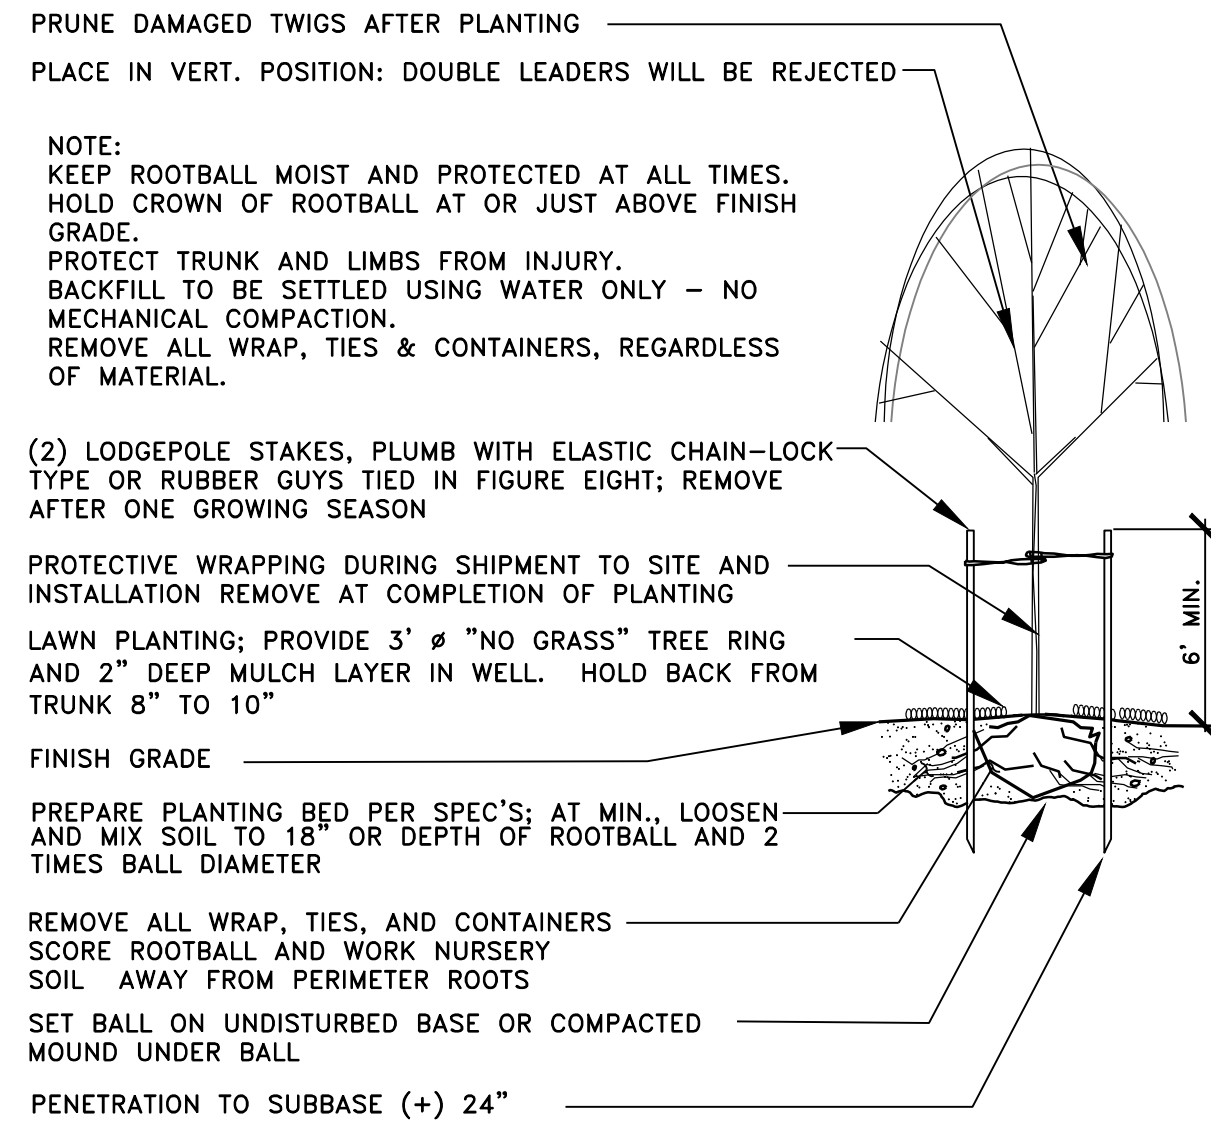 PRUNE DAMAGED TWIGS AFTER PLANTING
PLACE IN VERT. POSITION: DOUBLE LEADERS WILL BE REJECTED
NOTE:
KEEP ROOTBALL MOIST AND PROTECTED AT ALL TIMES.
HOLD CROWN OF ROOTBALL AT OR JUST ABOVE FINISH
GRADE.
PROTECT TRUNK AND LIMBS FROM INJURY.
BACKFILL TO BE SETTLED USING WATER ONLY – NO
MECHANICAL COMPACTION.
REMOVE ALL WRAP, TIES & CONTAINERS, REGARDLESS
OF MATERIAL.
(2) LODGEPOLE STAKES, PLUMB WITH ELASTIC CHAIN–LOCK
TYPE OR RUBBER GUYS TIED IN FIGURE EIGHT; REMOVE
AFTER ONE GROWING SEASON
PROTECTIVE WRAPPING DURING SHIPMENT TO SITE AND
INSTALLATION REMOVE AT COMPLETION OF PLANTING
LAWN PLANTING; PROVIDE 3' ø "NO GRASS" TREE RING
AND 2" DEEP MULCH LAYER IN WELL. HOLD BACK FROM
TRUNK 8" TO 10"
6' MIN.
FINISH GRADE
PREPARE PLANTING BED PER SPEC'S; AT MIN., LOOSEN
AND MIX SOIL TO 18" OR DEPTH OF ROOTBALL AND 2
TIMES BALL DIAMETER
REMOVE ALL WRAP, TIES, AND CONTAINERS
SCORE ROOTBALL AND WORK NURSERY
SOIL AWAY FROM PERIMETER ROOTS
SET BALL ON UNDISTURBED BASE OR COMPACTED
MOUND UNDER BALL
PENETRATION TO SUBBASE (+) 24"